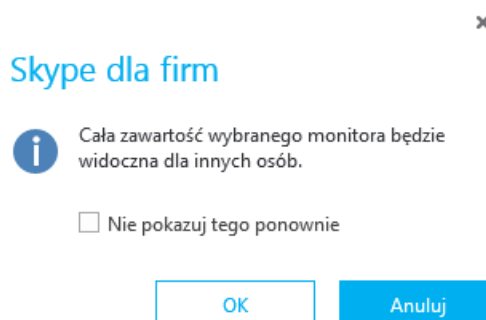 Skype dla firm
Cała zawartość wybranego monitora będzie
widoczna dla innych osób.
Nie pokazuj tego ponownie
OK
Anuluj